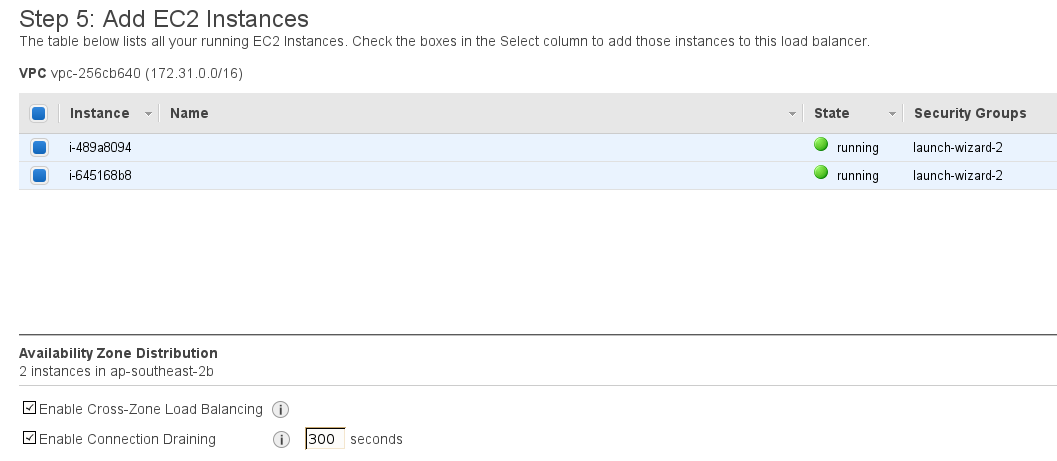 Step 5: Add EC2 Instances
The table below lists all your running EC2 Instances. Check the boxes in the Select column to add those instances to this load balancer.
VPC vpc-256cb640 (172.31.0.0/16)
Instance Name State Security Groups
i-489a8094 running launch-wizard-2
i-645168b8 running launch-wizard-2
Availability Zone Distribution
2 instances in ap-southeast-2b
Enable Cross-Zone Load Balancing i
Enable Connection Draining i 300 seconds